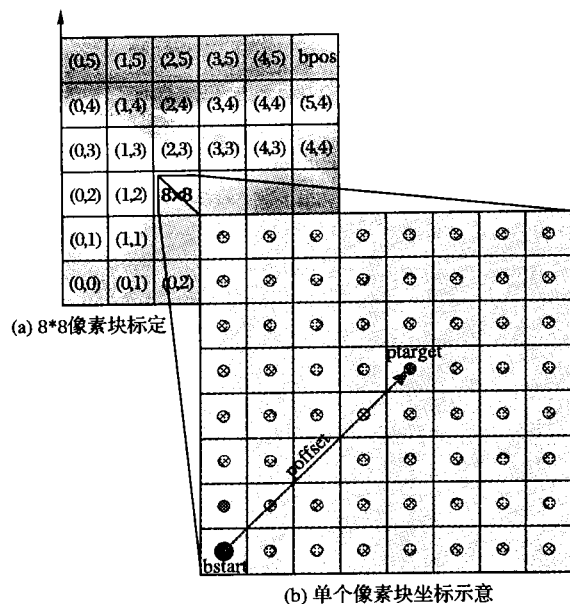 (0,5) (1,5) (2,5) (3,5) (4,5) bpos
(0,4) (1,4) (2,4) (3,4) (4,4) (5,4)
(0,3) (1,3) (2,3) (3,3) (4,3) (4,4)
(0,2) (1,2) 8×8
(0,1) (1,1)
(0,0) (0,1) (0,2)
(a) 8*8像素块标定
ptarget
poffset
bstart
(b) 单个像素块坐标示意